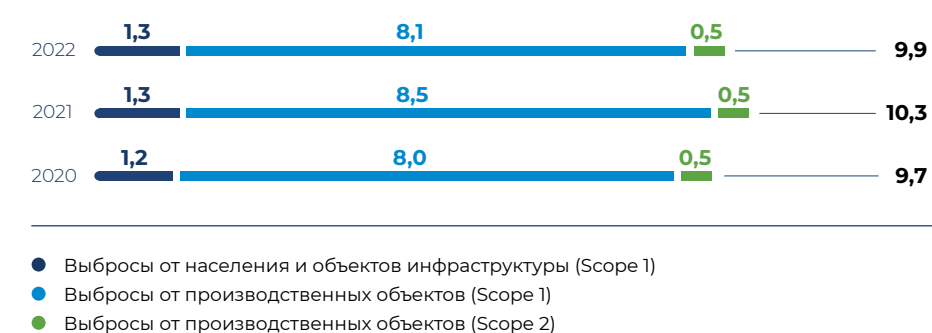 1,3 8,1 0,5
2022 9,9
1,3 8,5 0,5
2021 10,3
1,2 8,0 0,5
2020 9,7
Выбросы от населения и объектов инфраструктуры (Scope 1)
Выбросы от производственных объектов (Scope 1)
Выбросы от производственных объектов (Scope 2)